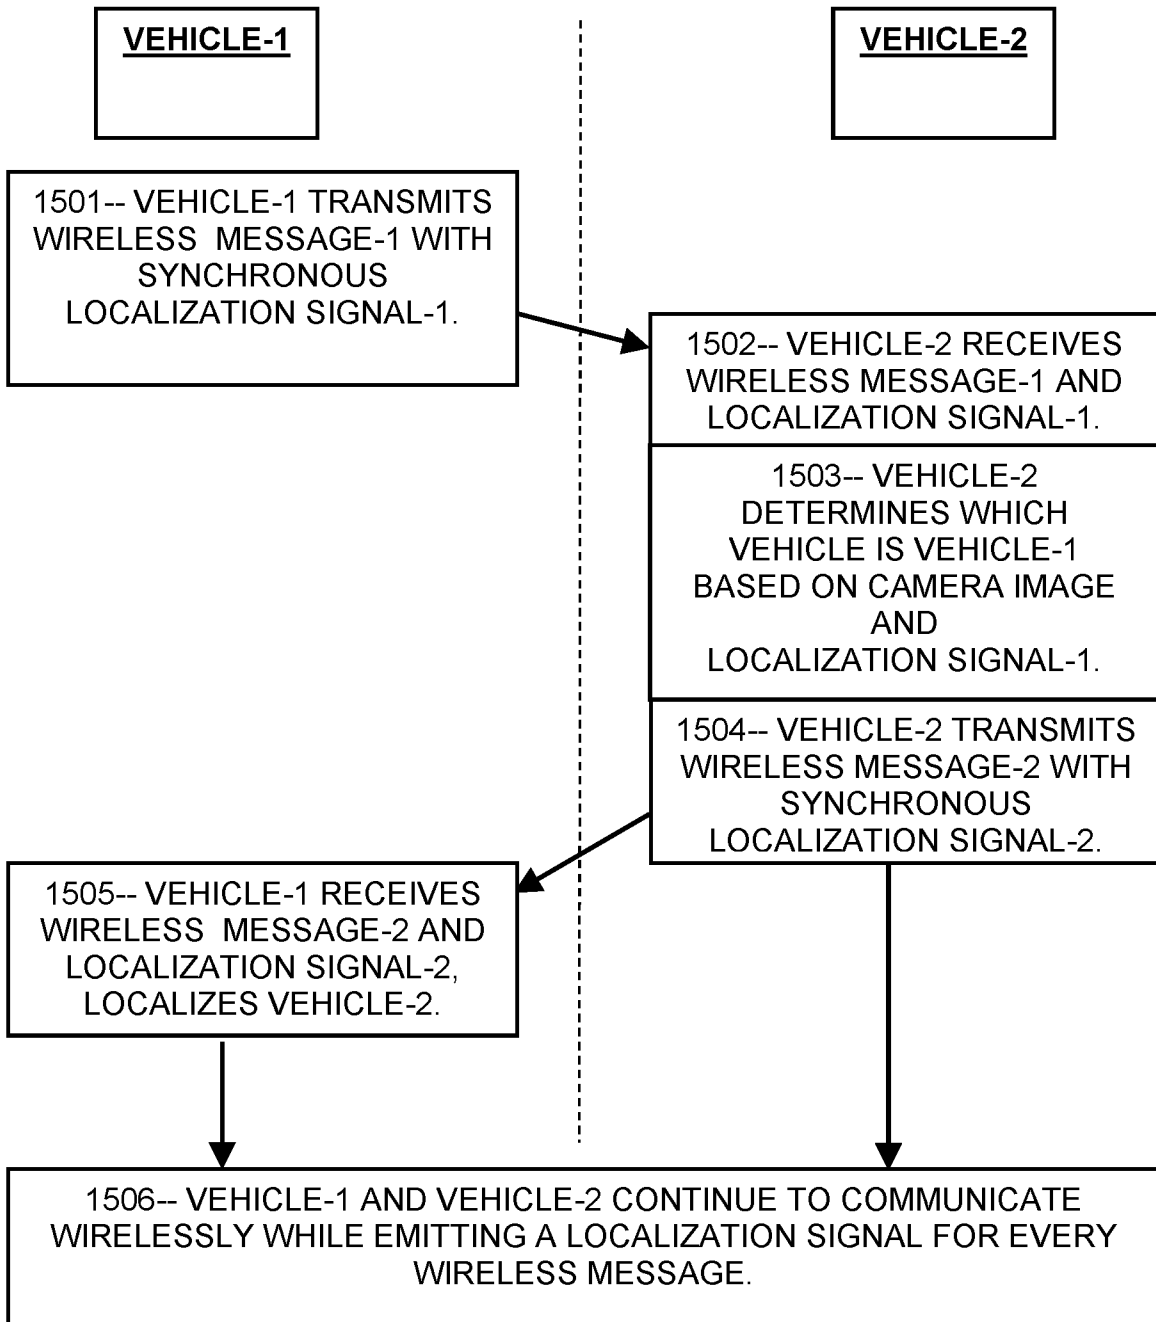 VEHICLE-1
VEHICLE-2
1501-- VEHICLE-1 TRANSMITS
WIRELESS MESSAGE-1 WITH
SYNCHRONOUS
LOCALIZATION SIGNAL-1.
1502-- VEHICLE-2 RECEIVES
WIRELESS MESSAGE-1 AND
LOCALIZATION SIGNAL-1.
1503-- VEHICLE-2
DETERMINES WHICH
VEHICLE IS VEHICLE-1
BASED ON CAMERA IMAGE
AND
LOCALIZATION SIGNAL-1.
1504-- VEHICLE-2 TRANSMITS
WIRELESS MESSAGE-2 WITH
SYNCHRONOUS
LOCALIZATION SIGNAL-2.
1505-- VEHICLE-1 RECEIVES
WIRELESS MESSAGE-2 AND
LOCALIZATION SIGNAL-2,
LOCALIZES VEHICLE-2.
1506-- VEHICLE-1 AND VEHICLE-2 CONTINUE TO COMMUNICATE
WIRELESSLY WHILE EMITTING A LOCALIZATION SIGNAL FOR EVERY
WIRELESS MESSAGE.